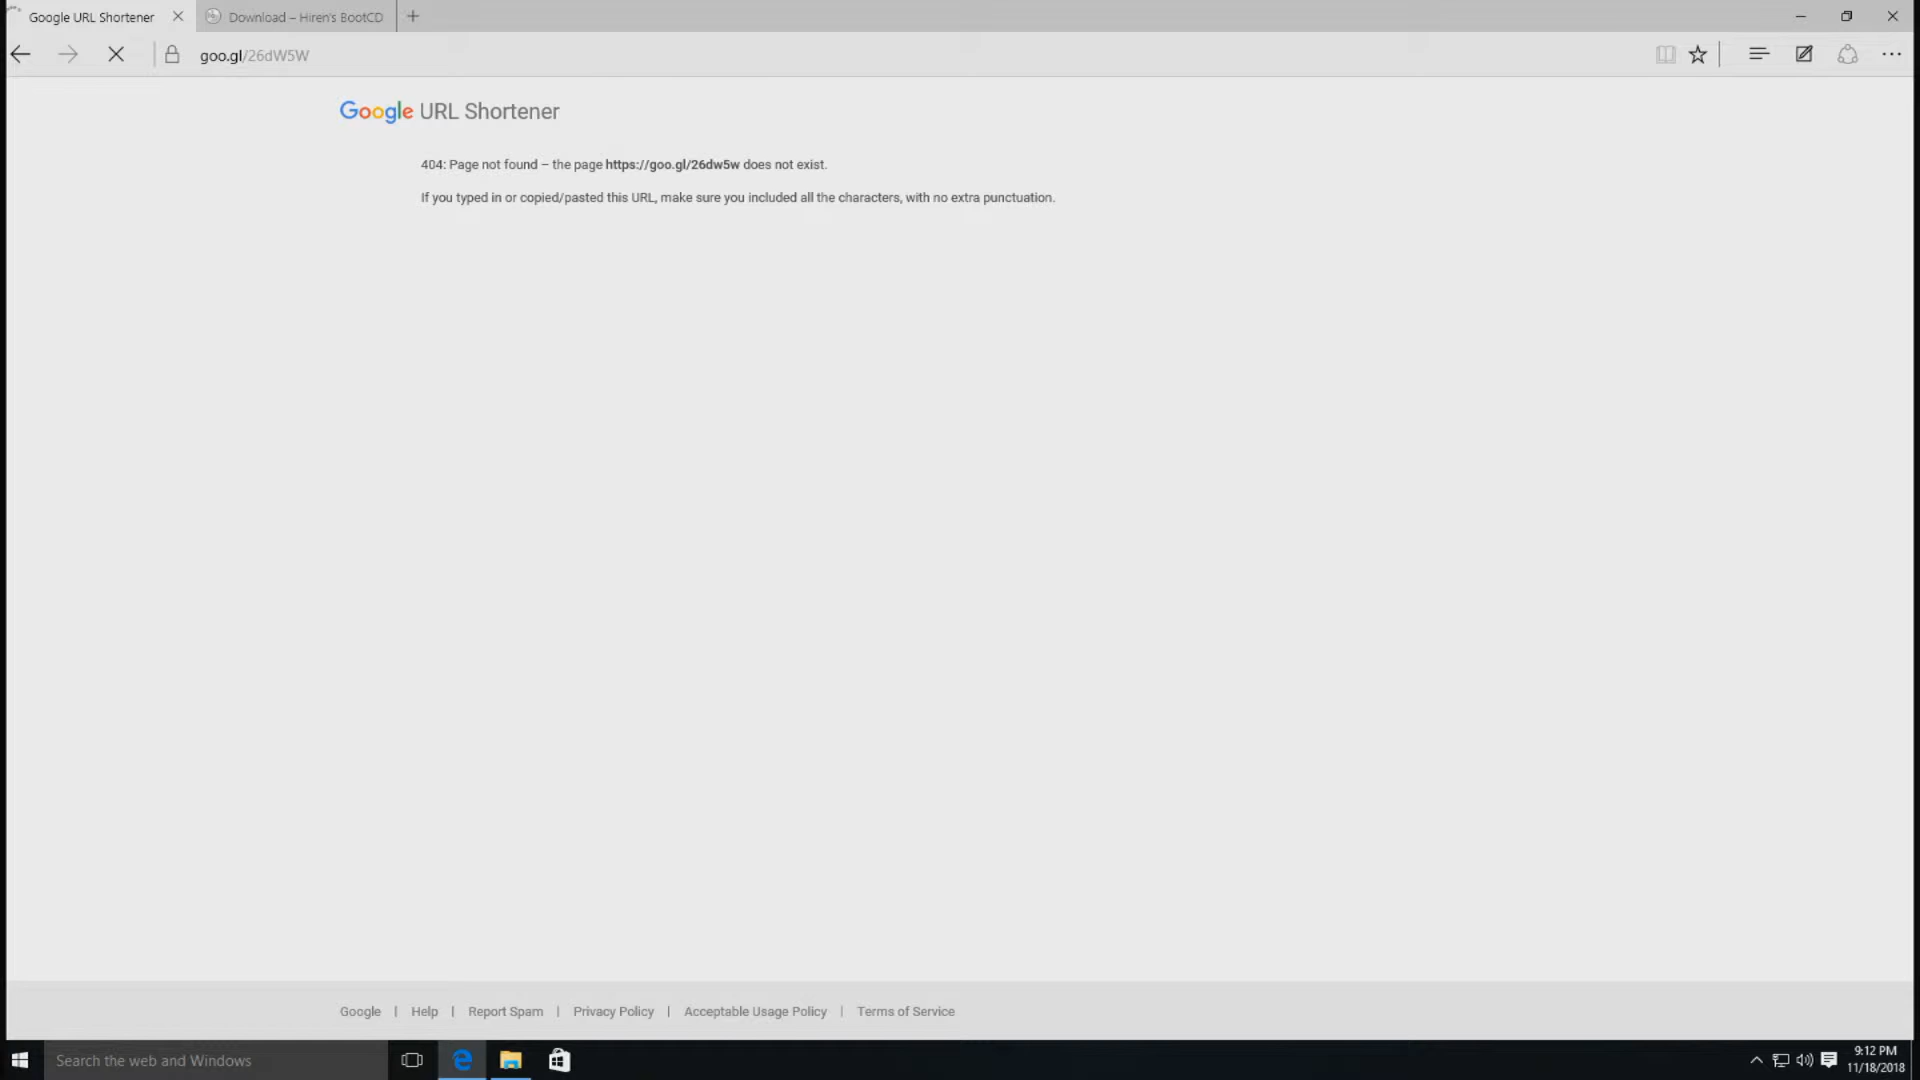 Google URL Shortener
Download – Hiren's BootCD
goo.gl/26dW5W
Google URL Shortener
404: Page not found – the page https://goo.gl/26dw5w does not exist.
If you typed in or copied/pasted this URL, make sure you included all the characters, with no extra punctuation.
Google | Help | Report Spam | Privacy Policy | Acceptable Usage Policy | Terms of Service
Search the web and Windows
9:12 PM
11/18/2018